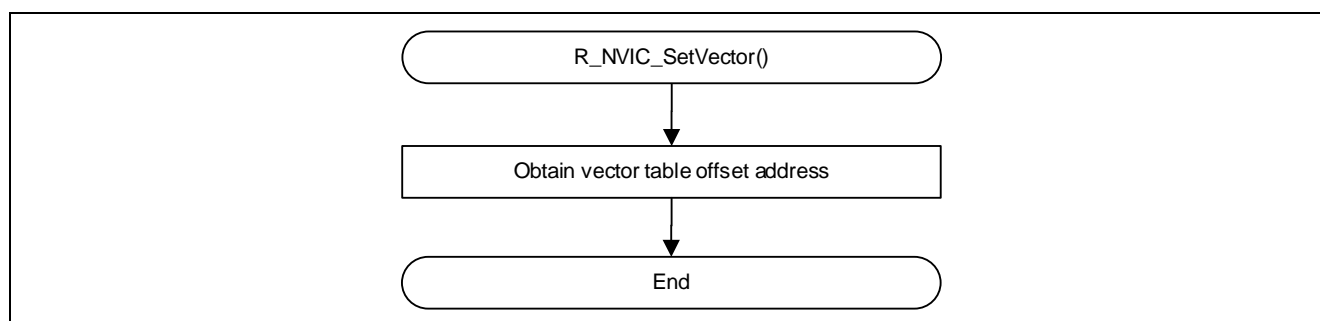 R_NVIC_SetVector()
Obtain vector table offset address
End